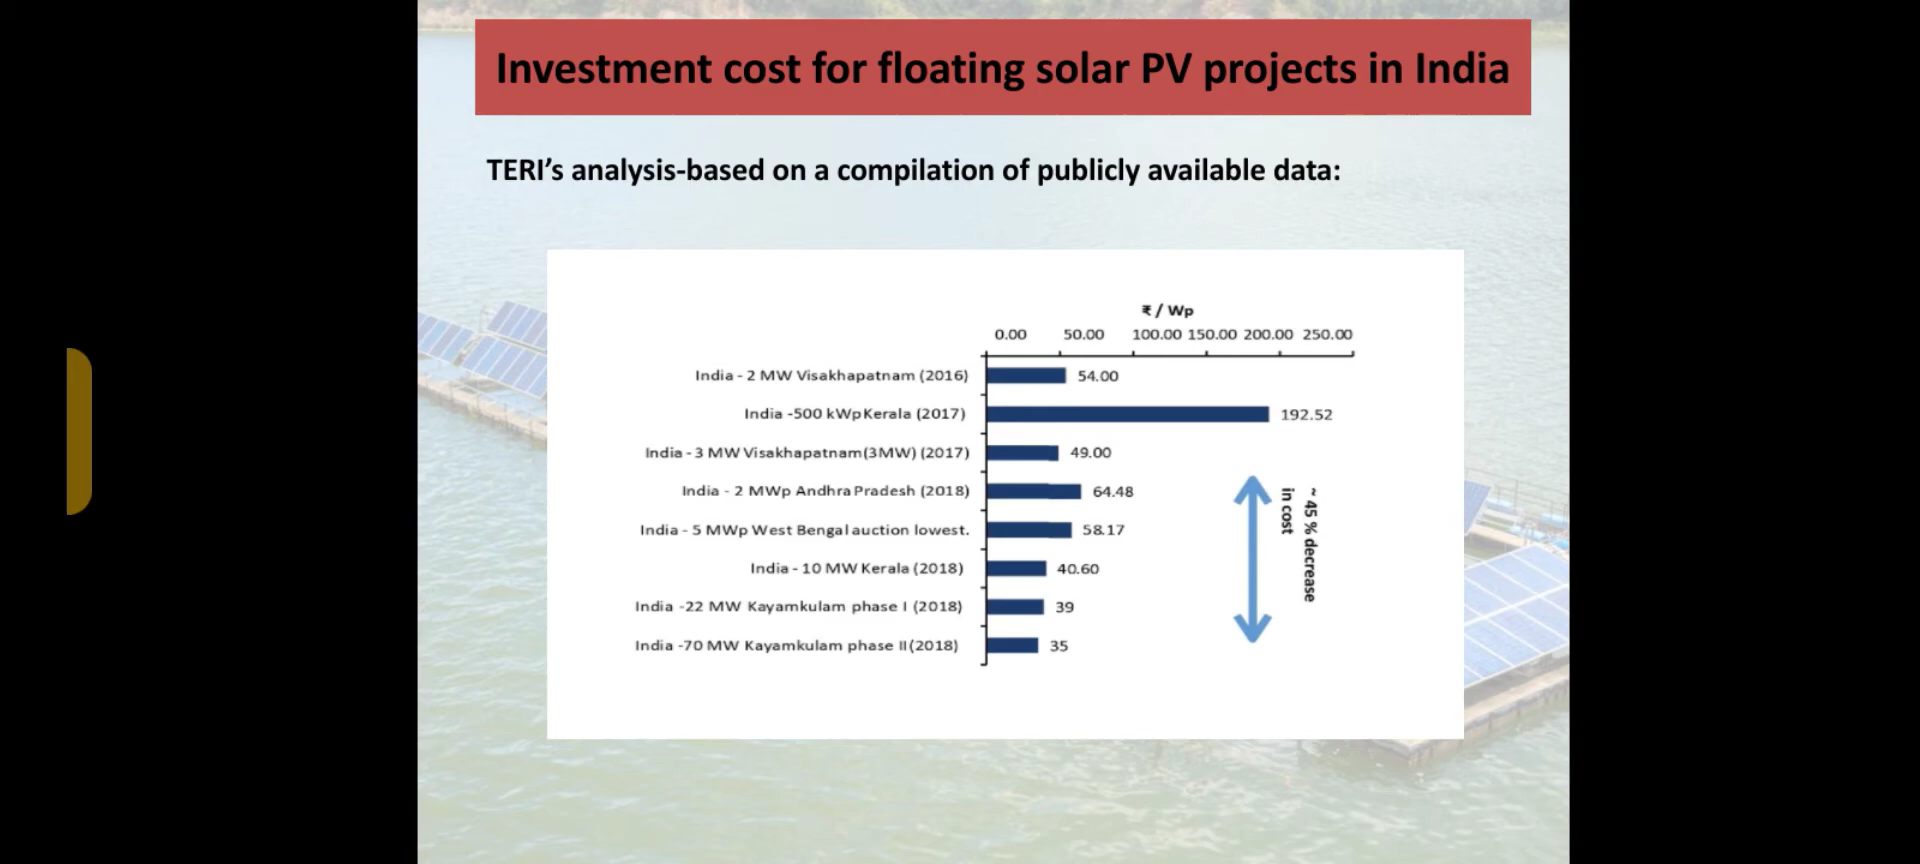 Investment cost for floating solar PV projects in India
TERI’s analysis-based on a compilation of publicly available data:
₹ / Wp
0.00 50.00 100.00 150.00 200.00 250.00
India - 2 MW Visakhapatnam (2016) 54.00
India -500 kWp Kerala (2017) 192.52
India - 3 MW Visakhapatnam(3MW) (2017) 49.00
India - 2 MWp Andhra Pradesh (2018) 64.48
India - 5 MWp West Bengal auction lowest. 58.17
India - 10 MW Kerala (2018) 40.60
India -22 MW Kayamkulam phase I (2018) 39
India -70 MW Kayamkulam phase II(2018) 35
~ 45 % decrease
in cost